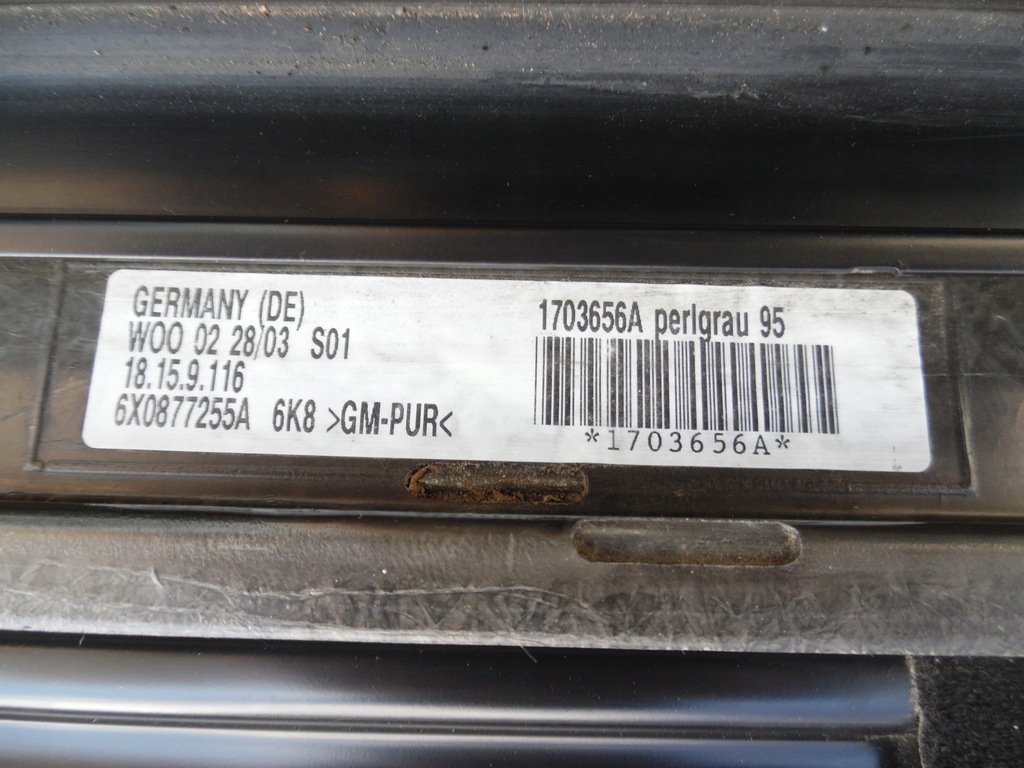 GERMANY (DE)
WOO 02 28/03 S01
18.15.9.116
6X0877255A 6K8 >GM-PUR<
1703656A perlgrau 95
*1703656A*